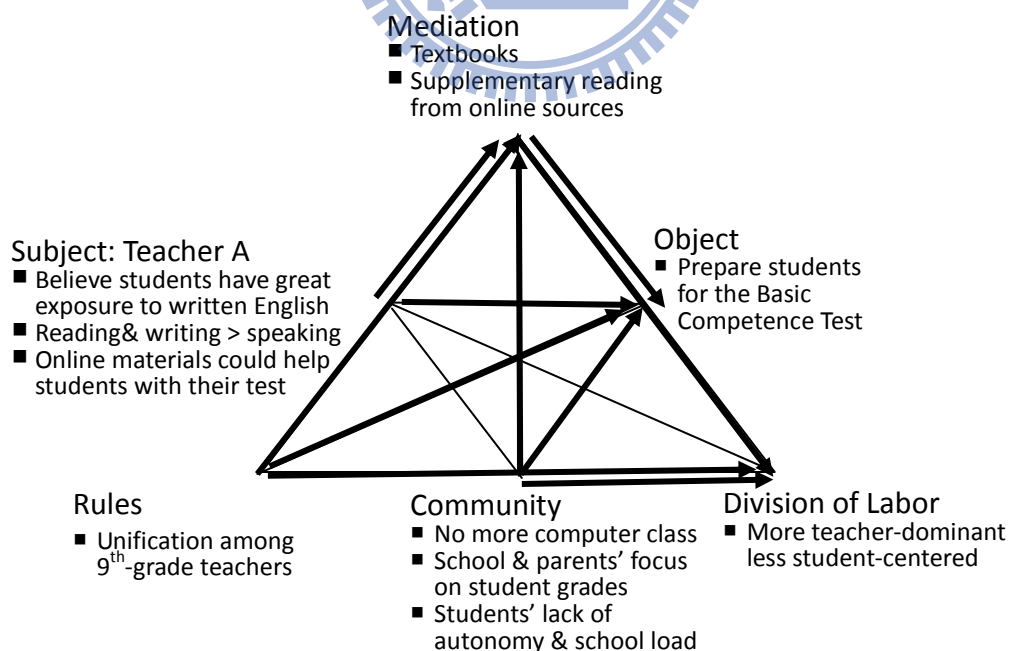 Mediation
■ Textbooks
■ Supplementary reading
from online sources
Subject: Teacher A
■ Believe students have great
exposure to written English
■ Reading& writing > speaking
■ Online materials could help
students with their test
Object
■ Prepare students
for the Basic
Competence Test
Rules
■ Unification among
9th-grade teachers
Community
■ No more computer class
■ School & parents’ focus
on student grades
■ Students’ lack of
autonomy & school load
Division of Labor
■ More teacher-dominant
less student-centered